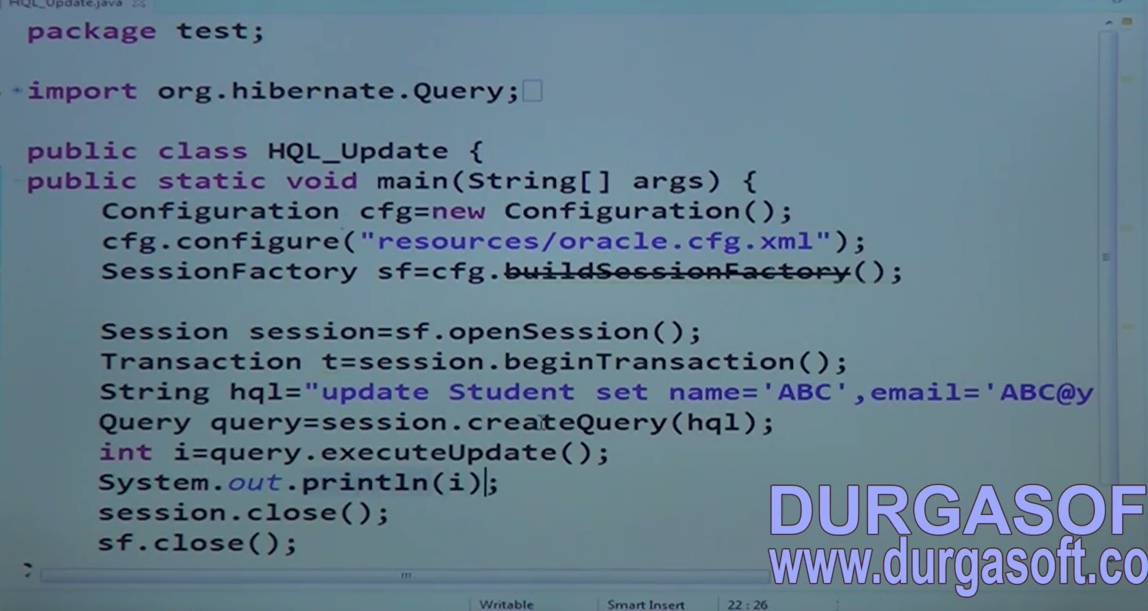 HQL_Update.java
package test;
import org.hibernate.Query;
public class HQL_Update {
public static void main(String[] args) {
Configuration cfg=new Configuration();
cfg.configure("resources/oracle.cfg.xml");
SessionFactory sf=cfg.buildSessionFactory();
Session session=sf.openSession();
Transaction t=session.beginTransaction();
String hql="update Student set name='ABC',email='ABC@y
Query query=session.createQuery(hql);
int i=query.executeUpdate();
System.out.println(i);
session.close();
sf.close();
DURGASOF
www.durgasoft.co
Writable Smart Insert 22 : 26